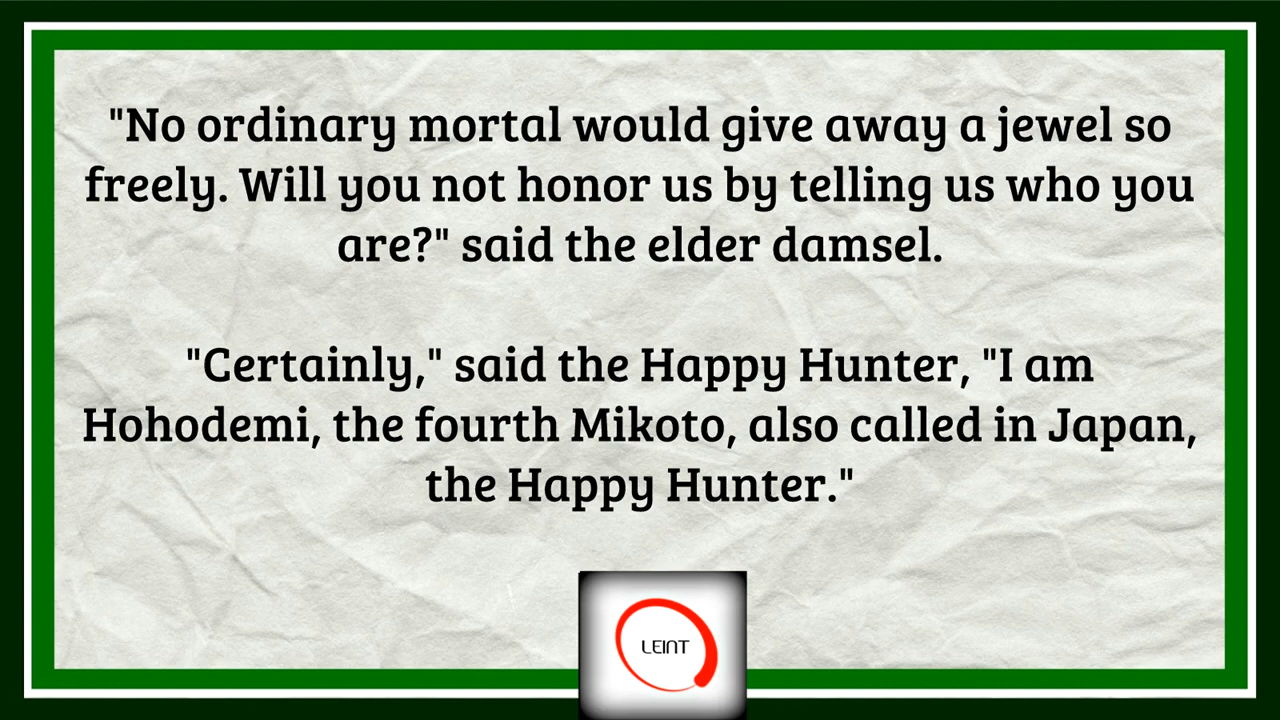 "No ordinary mortal would give away a jewel so
freely. Will you not honor us by telling us who you
are?" said the elder damsel.
"Certainly," said the Happy Hunter, "I am
Hohodemi, the fourth Mikoto, also called in Japan,
the Happy Hunter."
LEINT